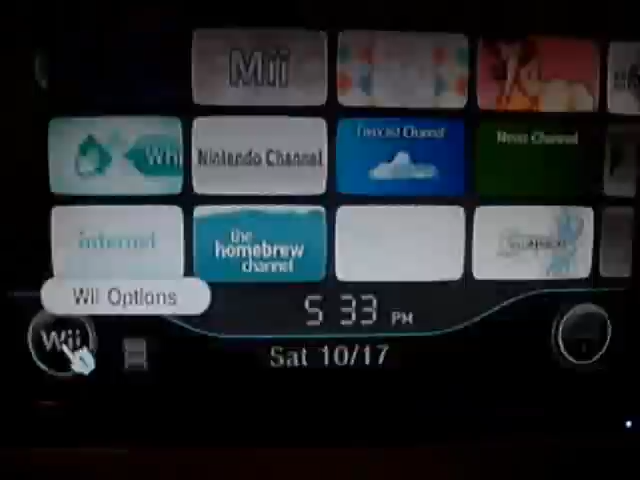 Mii
Whi
Nintendo Channel
Forecast Channel
News Channel
internet
the
homebrew
channel
Wii Options
5 33 PM
Wii
Sat 10/17